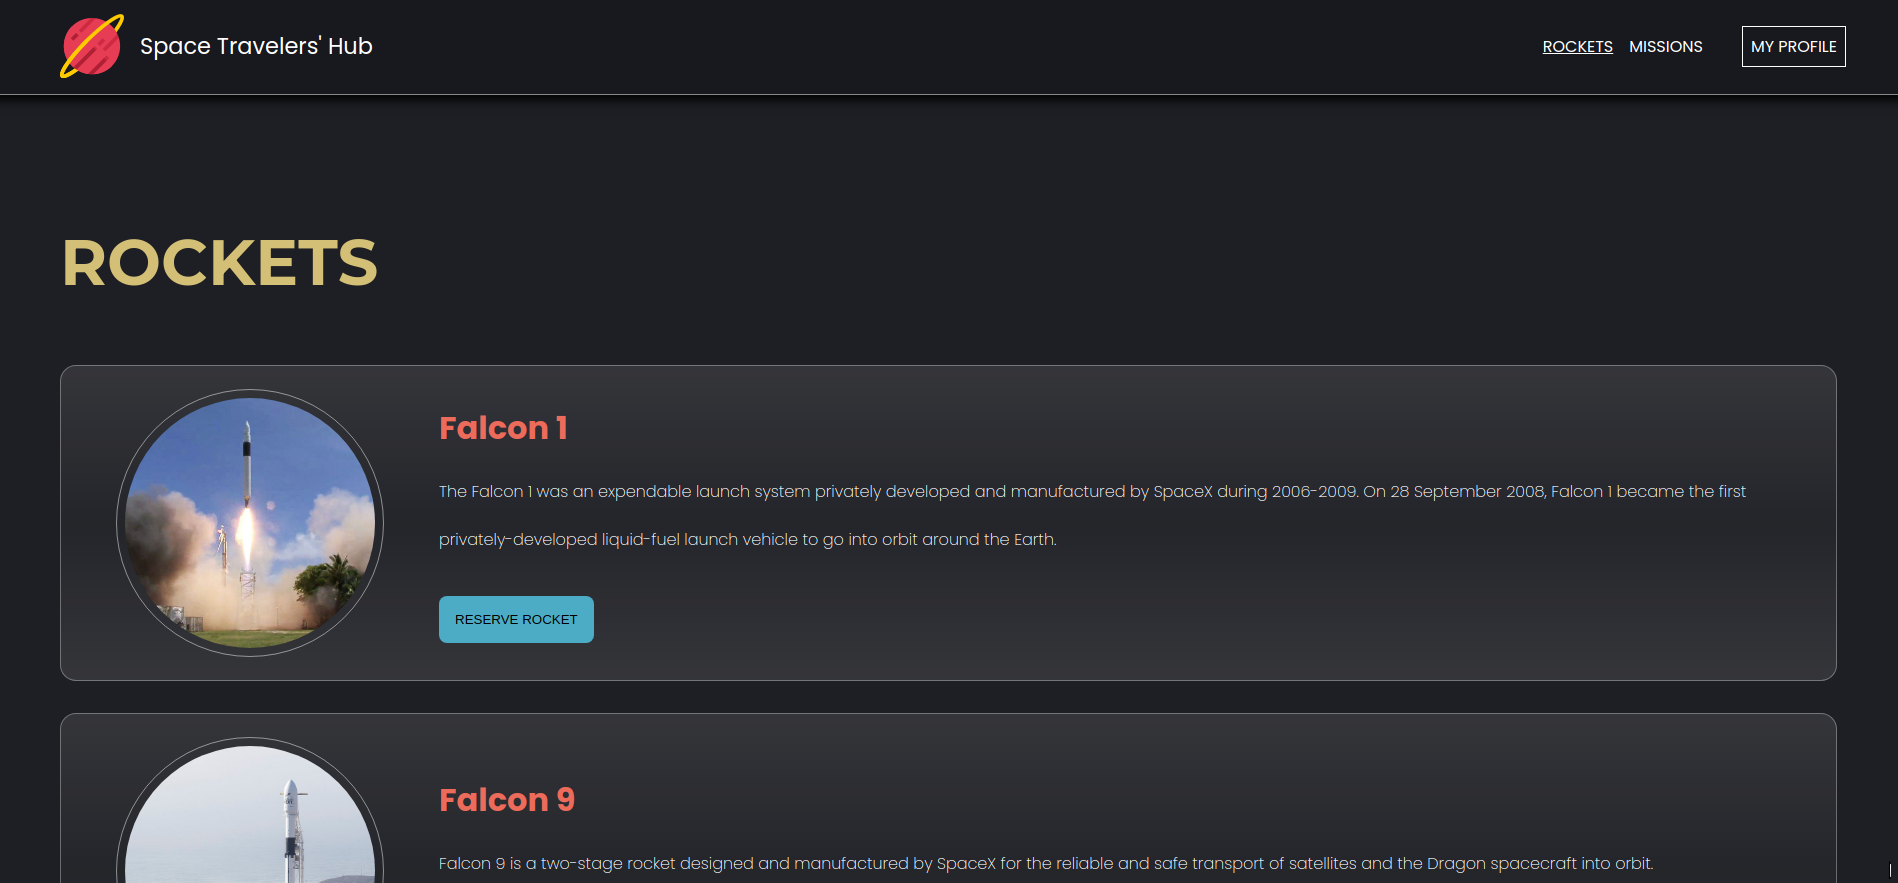 Space Travelers' Hub
ROCKETS MISSIONS MY PROFILE
ROCKETS
Falcon 1
The Falcon 1 was an expendable launch system privately developed and manufactured by SpaceX during 2006-2009. On 28 September 2008, Falcon 1 became the first
privately-developed liquid-fuel launch vehicle to go into orbit around the Earth.
RESERVE ROCKET
Falcon 9
Falcon 9 is a two-stage rocket designed and manufactured by SpaceX for the reliable and safe transport of satellites and the Dragon spacecraft into orbit.